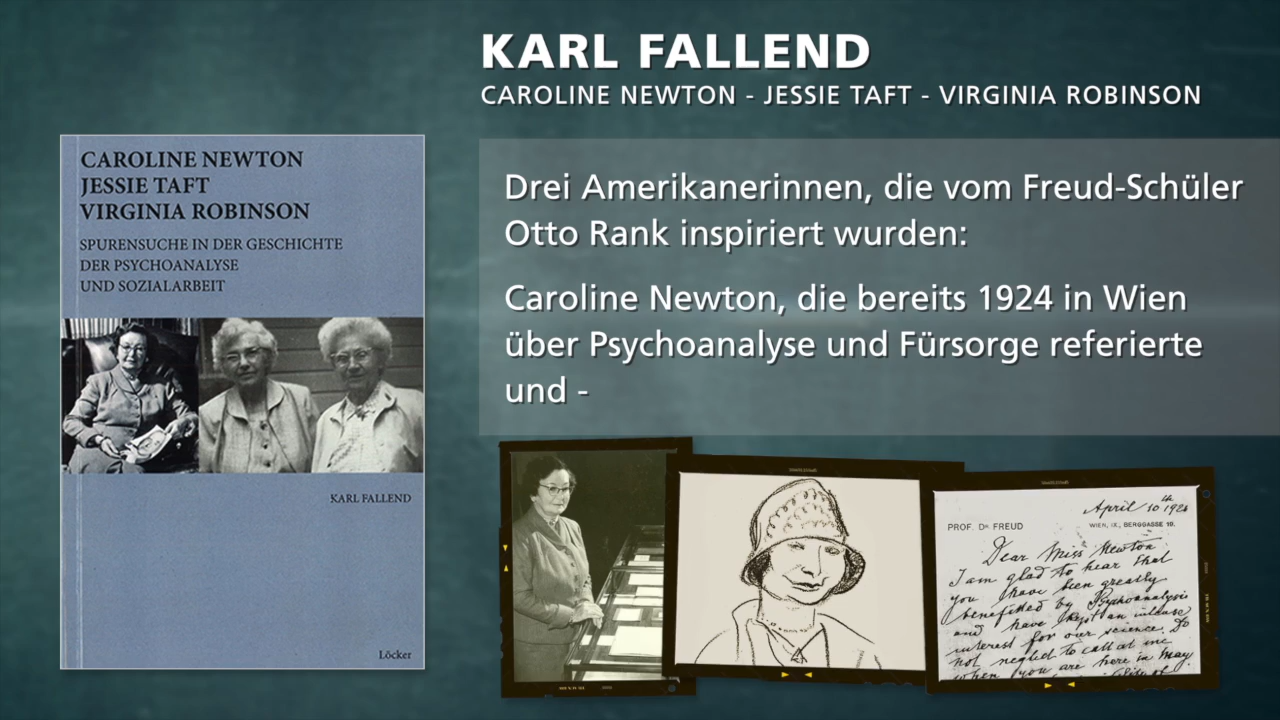 KARL FALLEND
CAROLINE NEWTON - JESSIE TAFT - VIRGINIA ROBINSON
CAROLINE NEWTON
JESSIE TAFT
VIRGINIA ROBINSON
SPURENSUCHE IN DER GESCHICHTE
DER PSYCHOANALYSE
UND SOZIALARBEIT
KARL FALLEND
Löcker
Drei Amerikanerinnen, die vom Freud-Schüler
Otto Rank inspiriert wurden:
Caroline Newton, die bereits 1924 in Wien
über Psychoanalyse und Fürsorge referierte
und -
April 10th
PROF. DR. FREUD
WIEN, IX., BERGGASSE 19.
Dear Miss Newton
I am glad to hear that
you have been greatly
benefitted by Psychoanalysis
and have kept an intense
interest for our science. Do
not neglect to call at me
when you are here in May